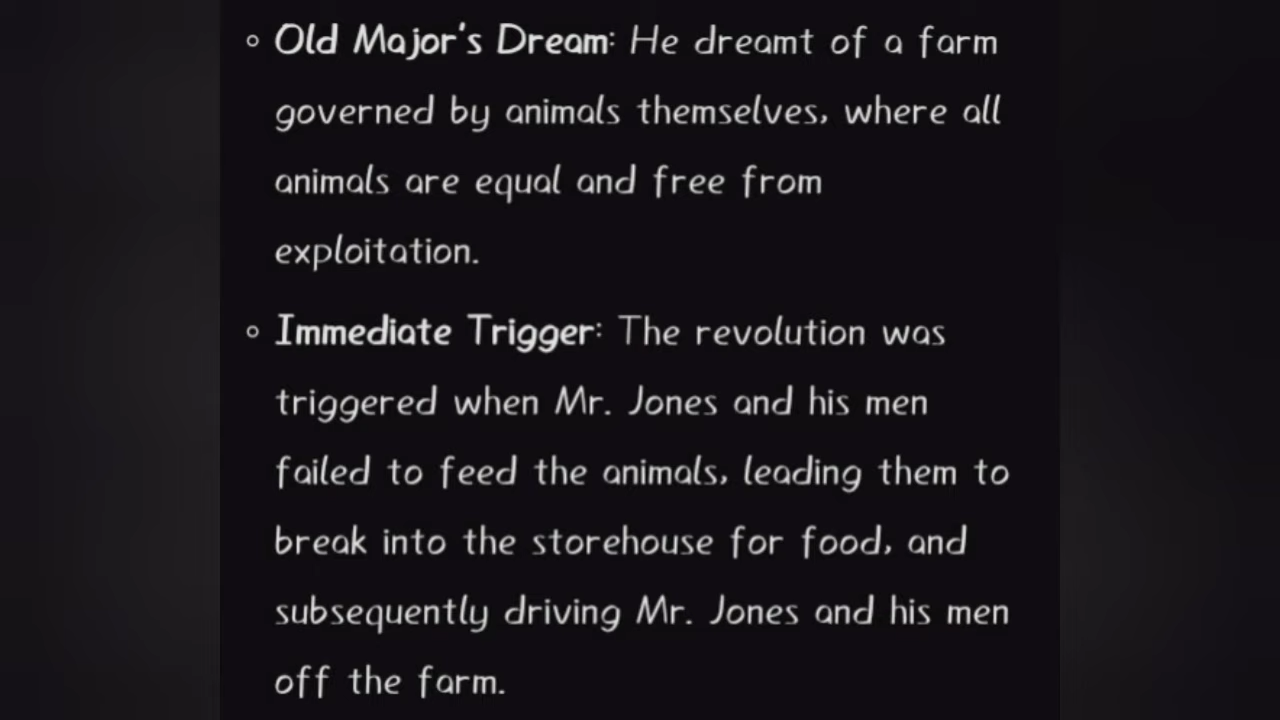 ◦ Old Major's Dream: He dreamt of a farm
governed by animals themselves, where all
animals are equal and free from
exploitation.
◦ Immediate Trigger: The revolution was
triggered when Mr. Jones and his men
failed to feed the animals, leading them to
break into the storehouse for food, and
subsequently driving Mr. Jones and his men
off the farm.